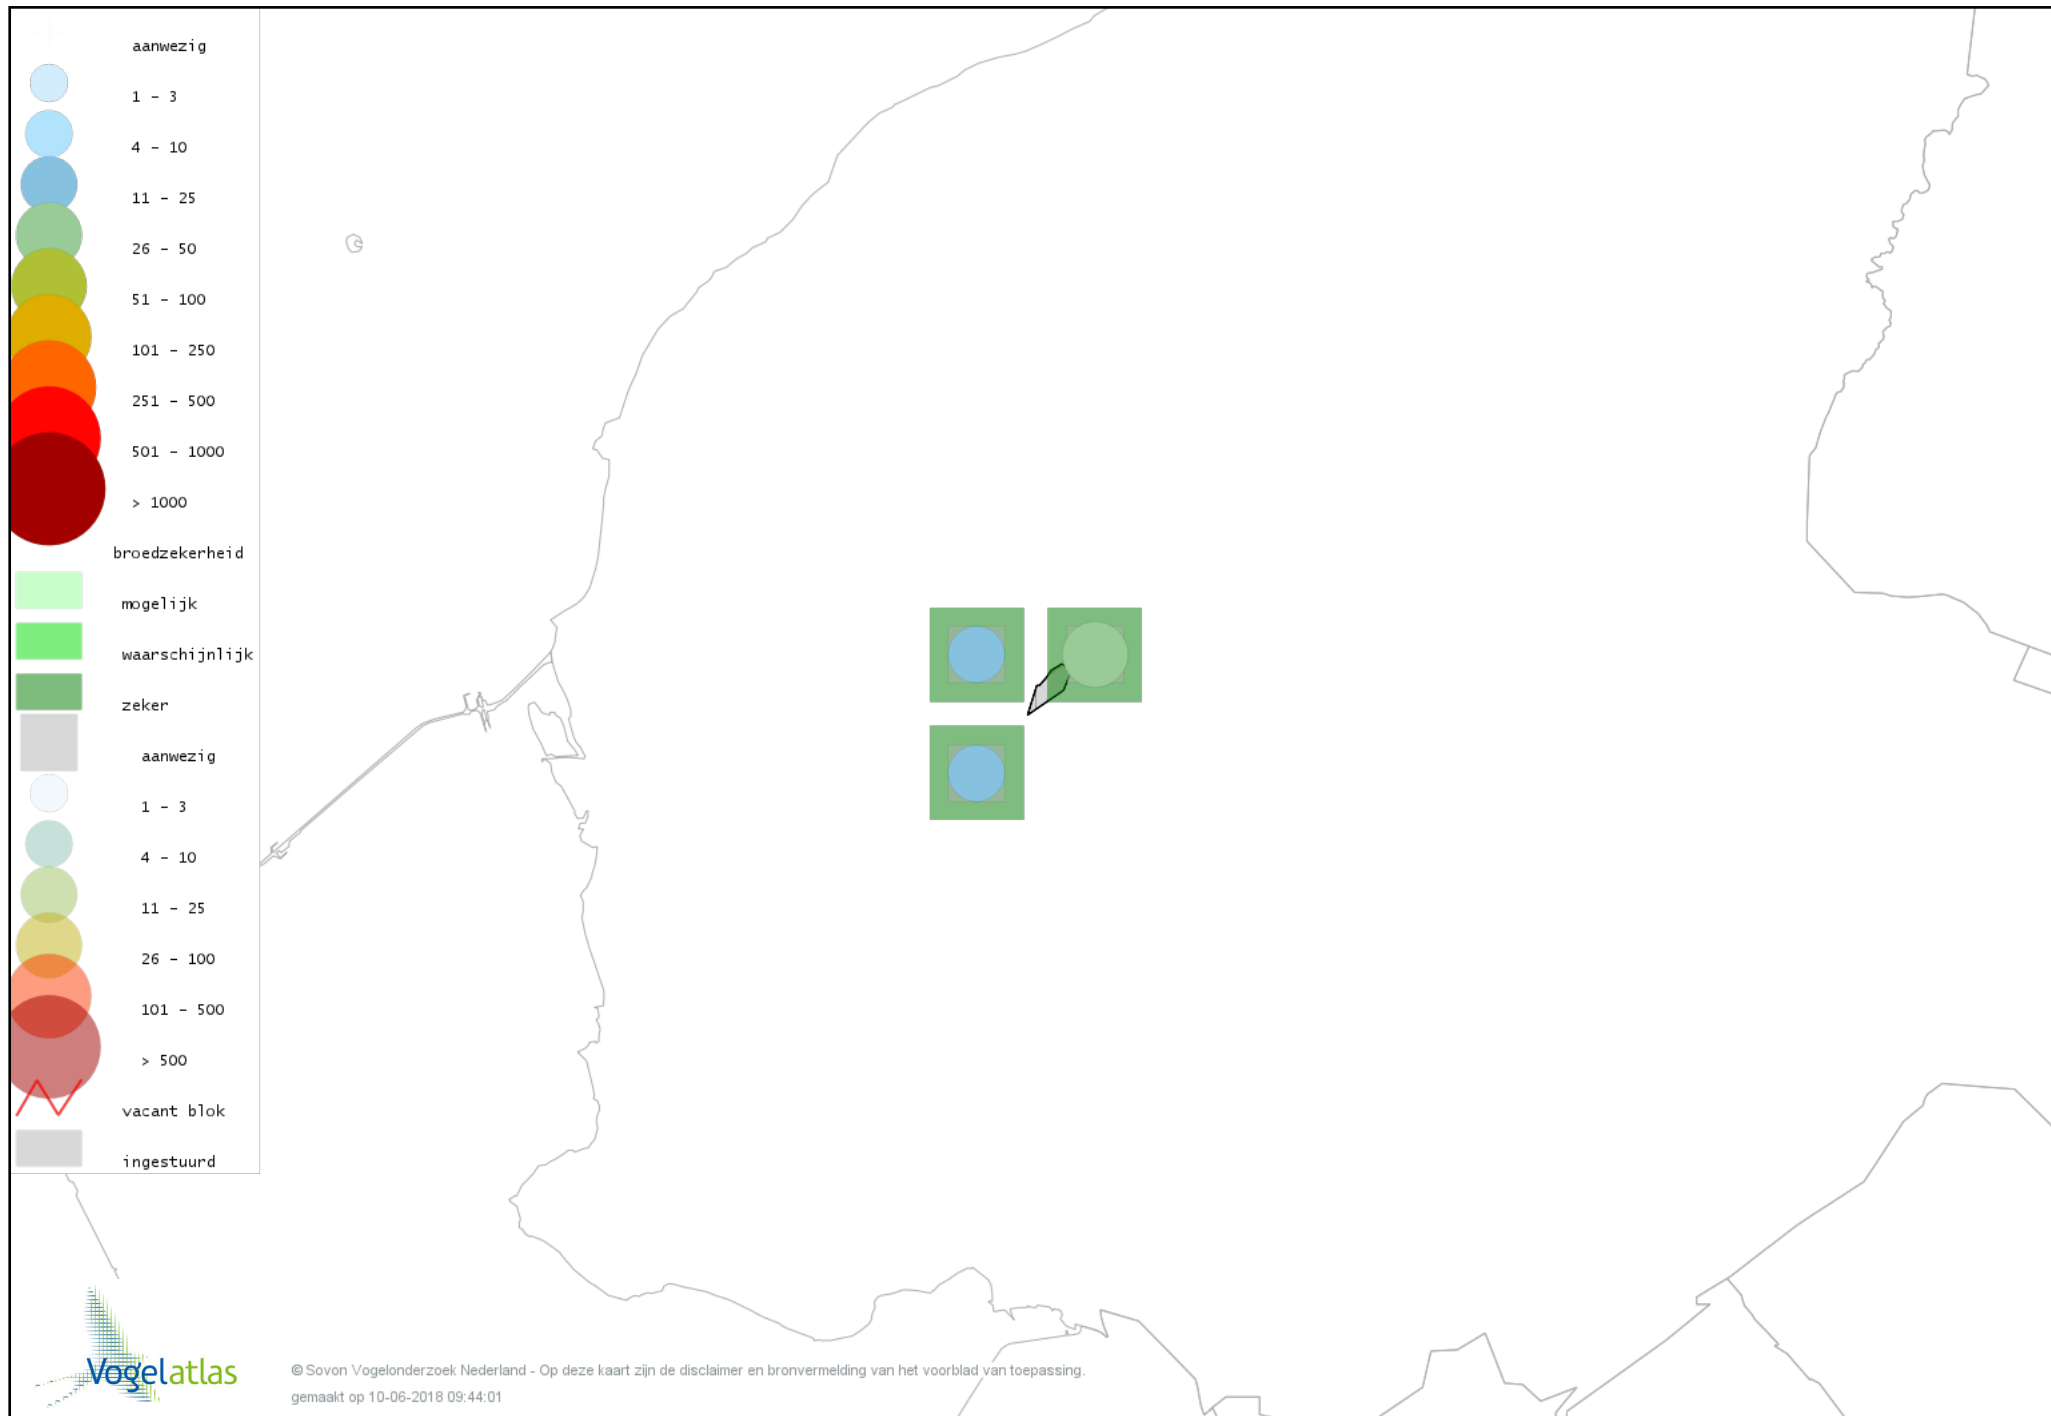 aanwezig
1 - 3
4 - 10
11 - 25
26 - 50
51 - 100
101 - 250
251 - 500
501 - 1000
> 1000
broedzekerheid
mogelijk
waarschijnlijk
zeker
aanwezig
1 - 3
4 - 10
11 - 25
26 - 100
101 - 500
> 500
vacant blok
ingestuurd
Vogelatlas
© Sovon Vogelonderzoek Nederland - Op deze kaart zijn de disclaimer en bronvermelding van het voorblad van toepassing.
gemaakt op 10-06-2018 09:44:01